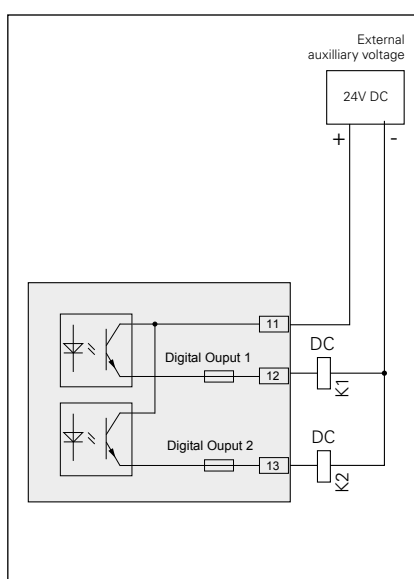 External
auxilliary voltage
24V DC
+ -
11
DC
Digital Ouput 1
12
K1
DC
Digital Ouput 2
13
K2